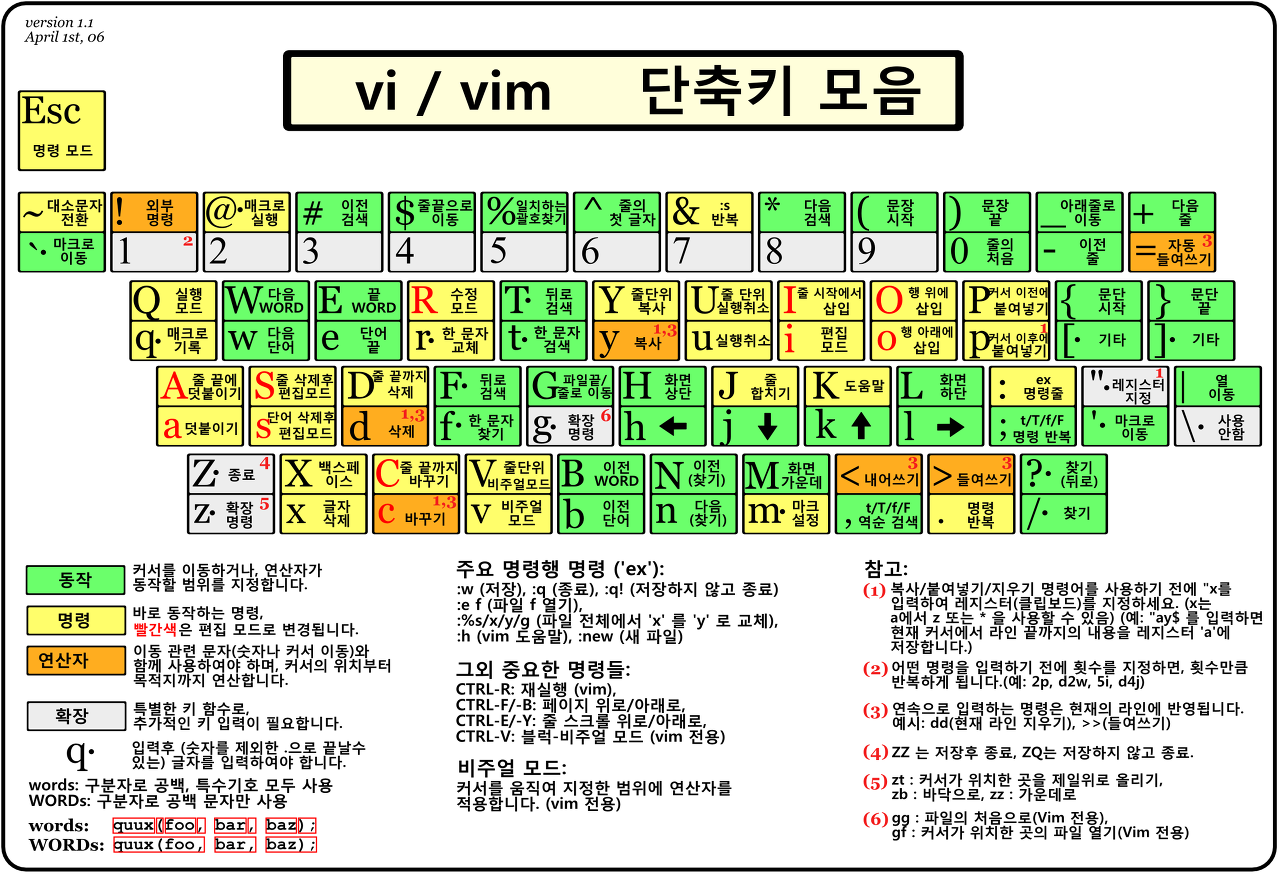 version 1.1
April 1st, 06
vi / vim 단축키 모음
Esc
명령 모드
~ 대소문자 전환
! 외부 명령
@· 매크로 실행
# 이전 검색
$ 줄끝으로 이동
% 일치하는 괄호찾기
^ 줄의 첫 글자
& :s 반복
* 다음 검색
( 문장 시작
) 문장 끝
_ 아래줄로 이동
+ 다음 줄
`· 마크로 이동
1 2
2
3
4
5
6
7
8
9
0 줄의 처음
- 이전 줄
= 자동 들여쓰기 3
Q 실행 모드
W 다음 WORD
E 끝 WORD
R 수정 모드
T· 뒤로 검색
Y 줄단위 복사
U 줄 단위 실행취소
I 줄 시작에서 삽입
O 행 위에 삽입
P 커서 이전에 붙여넣기
{ 문단 시작
} 문단 끝
q· 매크로 기록
w 다음 단어
e 단어 끝
r· 한 문자 교체
t· 한 문자 검색
y 복사 1,3
u 실행취소
i 편집 모드
o 행 아래에 삽입
p 커서 이후에 붙여넣기 1
[· 기타
]· 기타
A 줄 끝에 덧붙이기
S 줄 삭제후 편집모드
D 줄 끝까지 삭제
F· 뒤로 검색
G 파일끝/ 줄로 이동
H 화면 상단
J 줄 합치기
K 도움말
L 화면 하단
: ex 명령줄
"· 레지스터 지정 1
| 열 이동
a 덧붙이기
s 단어 삭제후 편집모드
d 삭제 1,3
f· 한 문자 찾기
g· 확장 명령 6
h ←
j ↓
k ↑
l →
; t/T/f/F 명령 반복
'· 마크로 이동
\· 사용 안함
Z· 종료 4
X 백스페이스
C 줄 끝까지 바꾸기
V 줄단위 비주얼모드
B 이전 WORD
N 이전 (찾기)
M 화면 가운데
< 내어쓰기 3
> 들여쓰기 3
?· 찾기 (뒤로)
z· 확장 명령 5
x 글자 삭제
c 바꾸기 1,3
v 비주얼 모드
b 이전 단어
n 다음 (찾기)
m· 마크 설정
, t/T/f/F 역순 검색
. 명령 반복
/· 찾기
동작 커서를 이동하거나, 연산자가
동작할 범위를 지정합니다.
명령 바로 동작하는 명령,
빨간색은 편집 모드로 변경됩니다.
연산자 이동 관련 문자(숫자나 커서 이동)와
함께 사용하여야 하며, 커서의 위치부터
목적지까지 연산합니다.
확장 특별한 키 함수로,
추가적인 키 입력이 필요합니다.
q· 입력후 (숫자를 제외한 .으로 끝날수
있는) 글자를 입력하여야 합니다.
words: 구분자로 공백, 특수기호 모두 사용
WORDs: 구분자로 공백 문자만 사용
words: quux(foo, bar, baz);
WORDs: quux(foo, bar, baz);
주요 명령행 명령 ('ex'):
:w (저장), :q (종료), :q! (저장하지 않고 종료)
:e f (파일 f 열기),
:%s/x/y/g (파일 전체에서 'x' 를 'y' 로 교체),
:h (vim 도움말), :new (새 파일)
그외 중요한 명령들:
CTRL-R: 재실행 (vim),
CTRL-F/-B: 페이지 위로/아래로,
CTRL-E/-Y: 줄 스크롤 위로/아래로,
CTRL-V: 블럭-비주얼 모드 (vim 전용)
비주얼 모드:
커서를 움직여 지정한 범위에 연산자를
적용합니다. (vim 전용)
참고:
(1) 복사/붙여넣기/지우기 명령어를 사용하기 전에 "x를
입력하여 레지스터(클립보드)를 지정하세요. (x는
a에서 z 또는 * 을 사용할 수 있음) (예: "ay$ 를 입력하면
현재 커서에서 라인 끝까지의 내용을 레지스터 'a'에
저장합니다.)
(2) 어떤 명령을 입력하기 전에 횟수를 지정하면, 횟수만큼
반복하게 됩니다.(예: 2p, d2w, 5i, d4j)
(3) 연속으로 입력하는 명령은 현재의 라인에 반영됩니다.
예시: dd(현재 라인 지우기), >>(들여쓰기)
(4) ZZ 는 저장후 종료, ZQ는 저장하지 않고 종료.
(5) zt : 커서가 위치한 곳을 제일위로 올리기,
zb : 바닥으로, zz : 가운데로
(6) gg : 파일의 처음으로(Vim 전용),
gf : 커서가 위치한 곳의 파일 열기(Vim 전용)